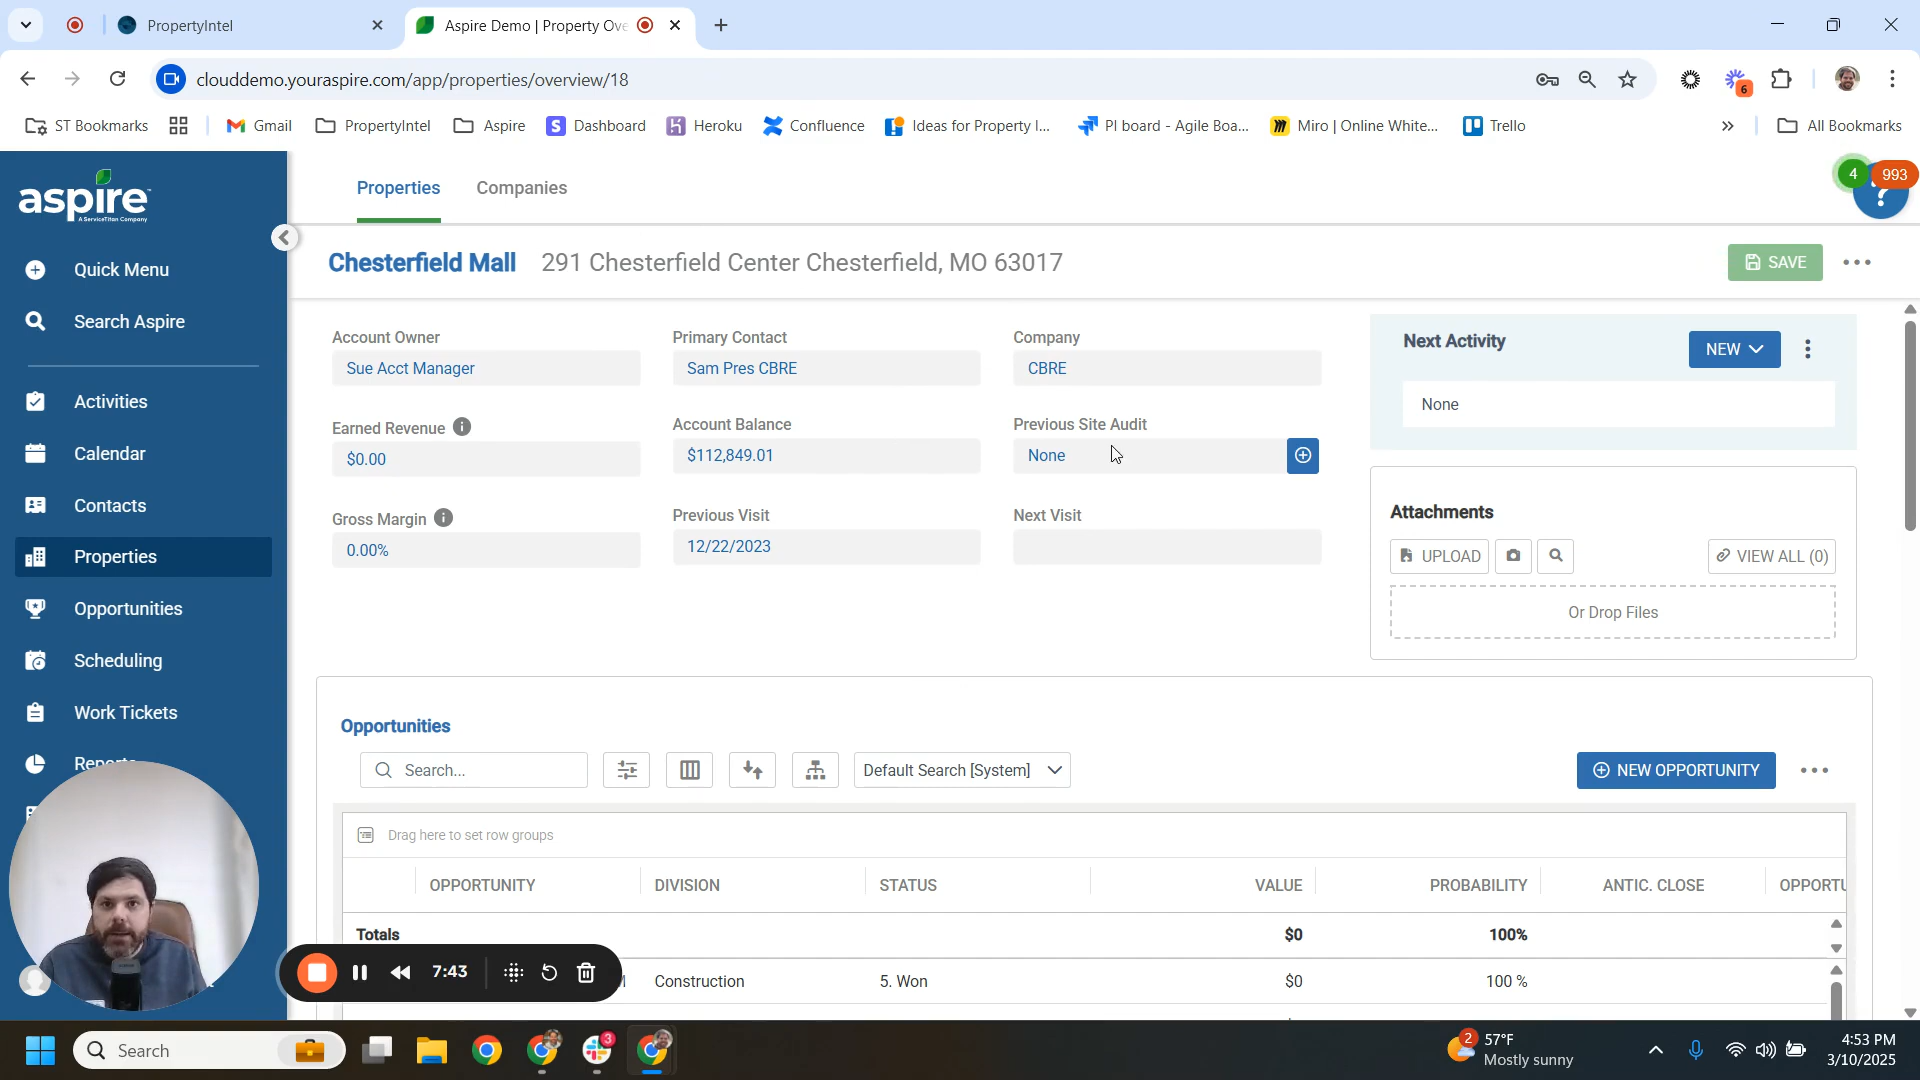 PropertyIntel
Aspire Demo | Property Ove
clouddemo.youraspire.com/app/properties/overview/18
6
ST Bookmarks
Gmail
PropertyIntel
Aspire
Dashboard
Heroku
Confluence
Ideas for Property I...
PI board - Agile Boa...
Miro | Online White...
Trello
All Bookmarks
aspire
A ServiceTitan Company
Quick Menu
Search Aspire
Activities
Calendar
Contacts
Properties
Opportunities
Scheduling
Work Tickets
Reports
Properties
Companies
4
993
?
Chesterfield Mall
291 Chesterfield Center Chesterfield, MO 63017
SAVE
Account Owner
Sue Acct Manager
Primary Contact
Sam Pres CBRE
Company
CBRE
Earned Revenue
$0.00
Account Balance
$112,849.01
Previous Site Audit
None
Gross Margin
0.00%
Previous Visit
12/22/2023
Next Visit
Next Activity
NEW
None
Attachments
UPLOAD
VIEW ALL (0)
Or Drop Files
Opportunities
Search...
Default Search [System]
NEW OPPORTUNITY
Drag here to set row groups
OPPORTUNITY
DIVISION
STATUS
VALUE
PROBABILITY
ANTIC. CLOSE
OPPORTU
Totals
$0
100%
Construction
5. Won
$0
100 %
7:43
Search
3
2
57°F
Mostly sunny
4:53 PM
3/10/2025